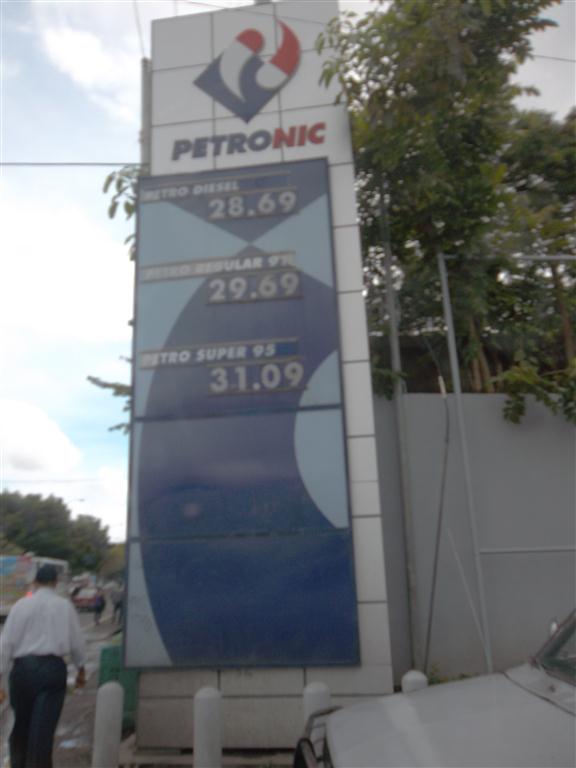 PETRONIC
PETRO DIESEL
28.69
PETRO REGULAR 91
29.69
PETRO SUPER 95
31.09